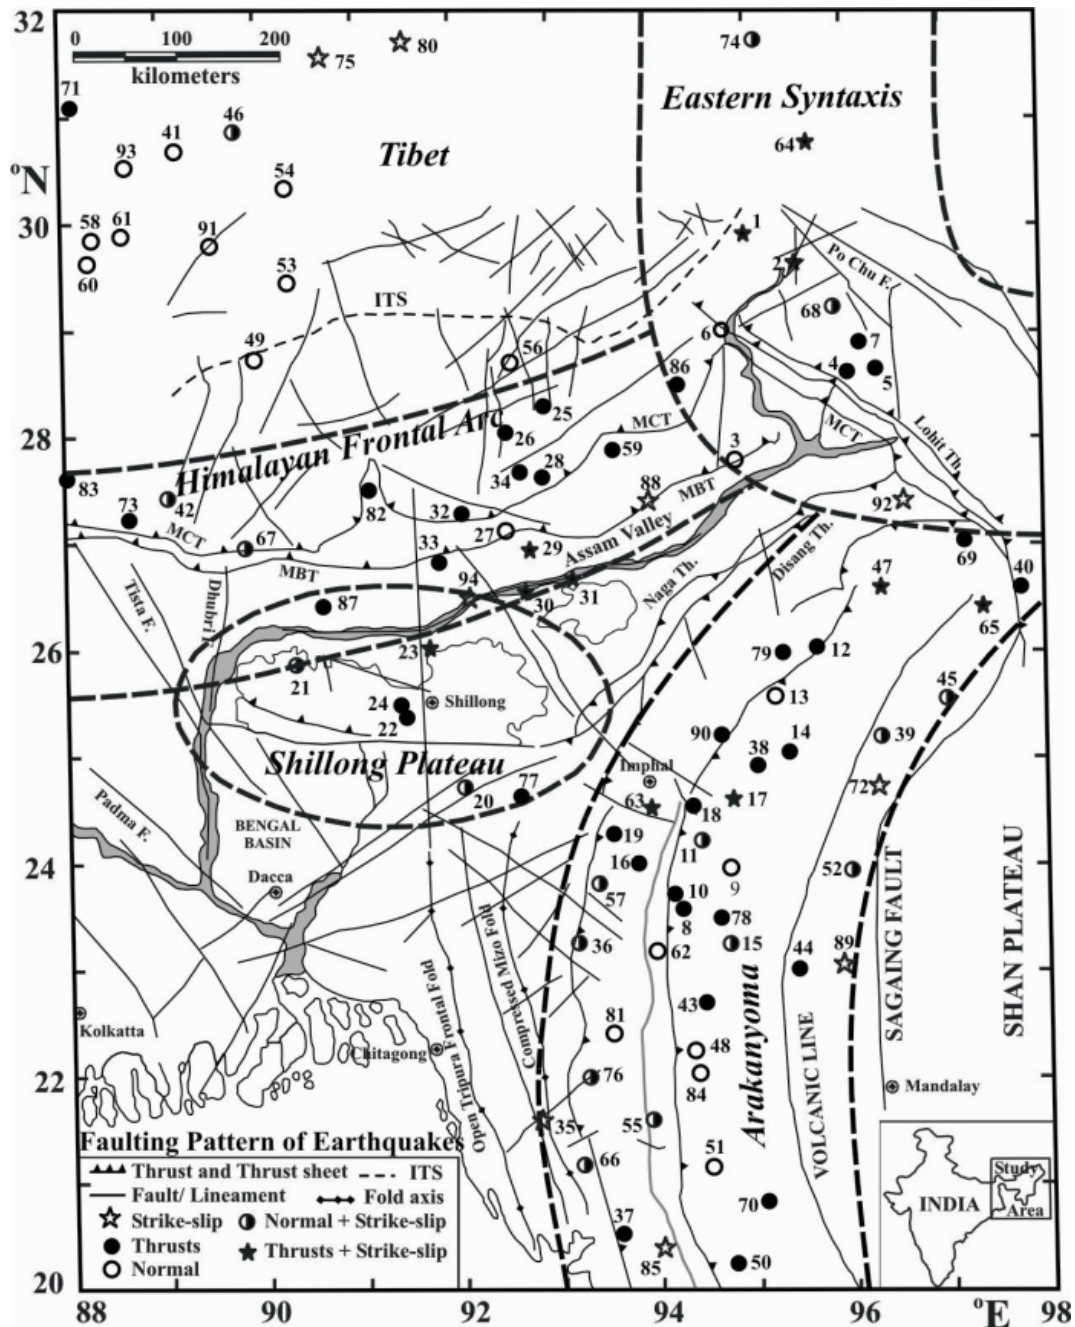 32
0 100 200
kilometers
75
80
74
71
Eastern Syntaxis
46
41
93
64
Tibet
oN
54
30
58
61
91
1
60
53
2
Po Chu F.
ITS
68
6
7
49
56
4
5
86
25
MCT
28
26
59
MCT
Lohit Th.
Himalayan Frontal Arc
3
83
34
28
88
MBT
42
92
73
82
32
27
MCT
67
29
Assam Valley
69
33
Disang Th.
MBT
94
47
40
Tista F.
Dhubri F
87
30
31
Naga Th.
65
26
23
79
12
21
45
24
Shillong
13
22
90
14
39
38
Shillong Plateau
77
Imphal
72
20
63
17
Padma F.
18
BENGAL
BASIN
19
11
24
16
9
52
Dacca
57
10
8
78
36
15
44
89
62
SAGAING FAULT
SHAN PLATEAU
43
Arakanyoma
Kolkatta
81
Chitagong
Open Tripura Frontal Fold
Compressed Mizo Fold
48
VOLCANIC LINE
22
76
84
Mandalay
35
55
Faulting Pattern of Earthquakes
Thrust and Thrust sheet ITS
66
51
Study
Area
INDIA
Fault/ Lineament Fold axis
Strike-slip Normal + Strike-slip
70
37
Thrusts Thrusts + Strike-slip
Normal
85
50
20
88 90 92 94 96 oE 98